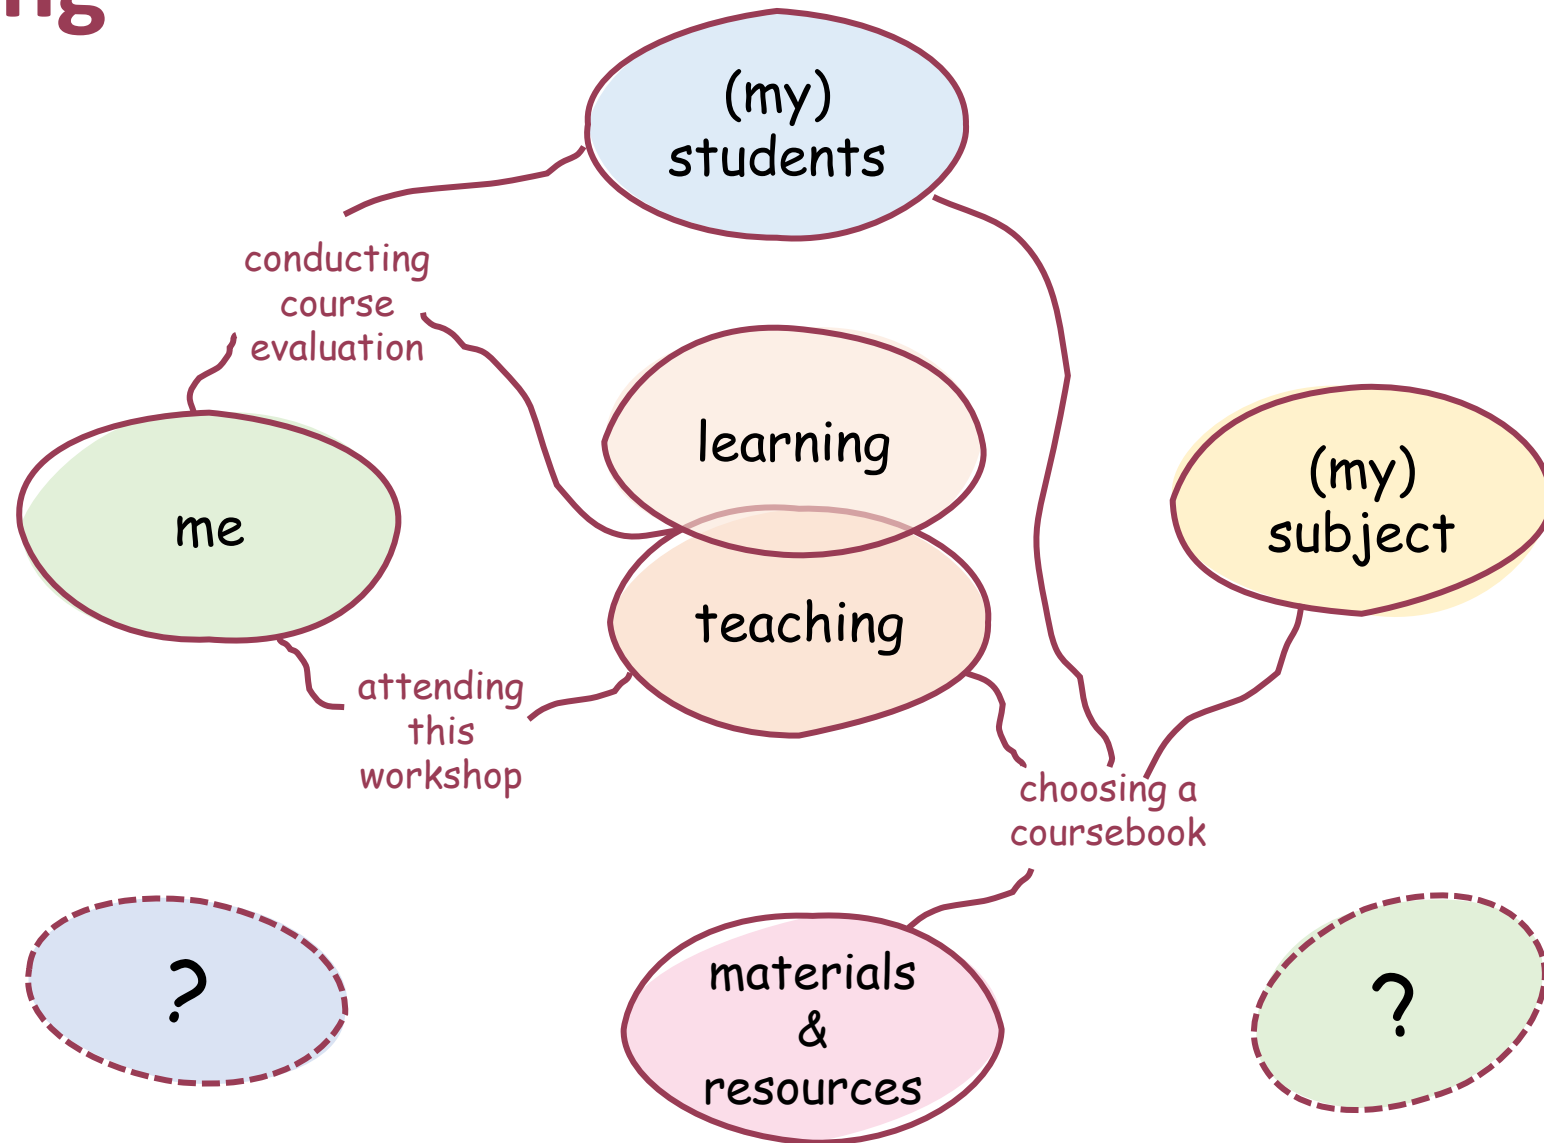 (my)
students
conducting
course
evaluation
learning
me
(my)
subject
teaching
attending
this
workshop
choosing a
coursebook
?
materials
&
resources
?